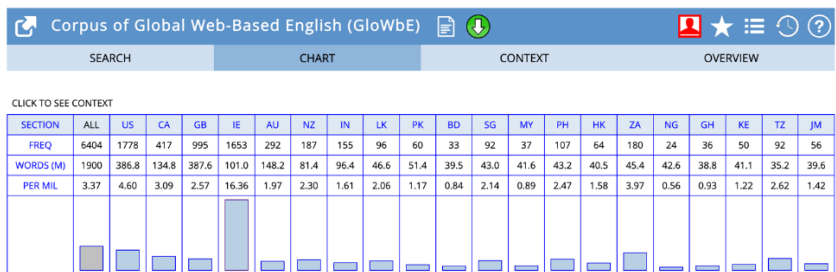 Corpus of Global Web-Based English (GloWbE)
SEARCH CHART CONTEXT OVERVIEW
CLICK TO SEE CONTEXT
SECTION ALL US CA GB IE AU NZ IN LK PK BD SG MY PH HK ZA NG GH KE TZ JM
FREQ 6404 1778 417 995 1653 292 187 155 96 60 33 92 37 107 64 180 24 36 50 92 56
WORDS (M) 1900 386.8 134.8 387.6 101.0 148.2 81.4 96.4 46.6 51.4 39.5 43.0 41.6 43.2 40.5 45.4 42.6 38.8 41.1 35.2 39.6
PER MIL 3.37 4.60 3.09 2.57 16.36 1.97 2.30 1.61 2.06 1.17 0.84 2.14 0.89 2.47 1.58 3.97 0.56 0.93 1.22 2.62 1.42